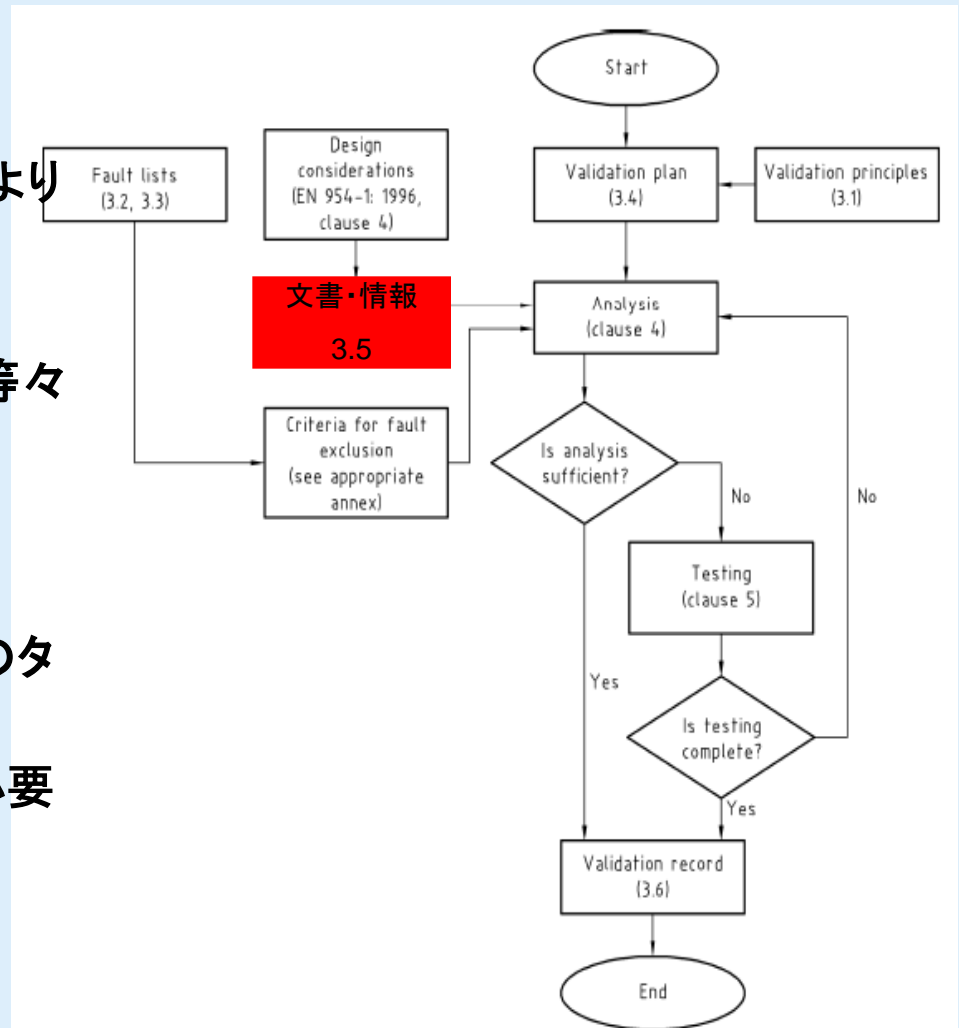 Start
より
Fault lists
(3.2, 3.3)
Design
considerations
(EN 954-1: 1996,
clause 4)
Validation plan
(3.4)
Validation principles
(3.1)
文書・情報
3.5
Analysis
(clause 4)
等々
Criteria for fault
exclusion
(see appropriate
annex)
Is analysis
sufficient?
No
No
Testing
(clause 5)
のタ
Yes
Is testing
complete?
要
Yes
Validation record
(3.6)
End